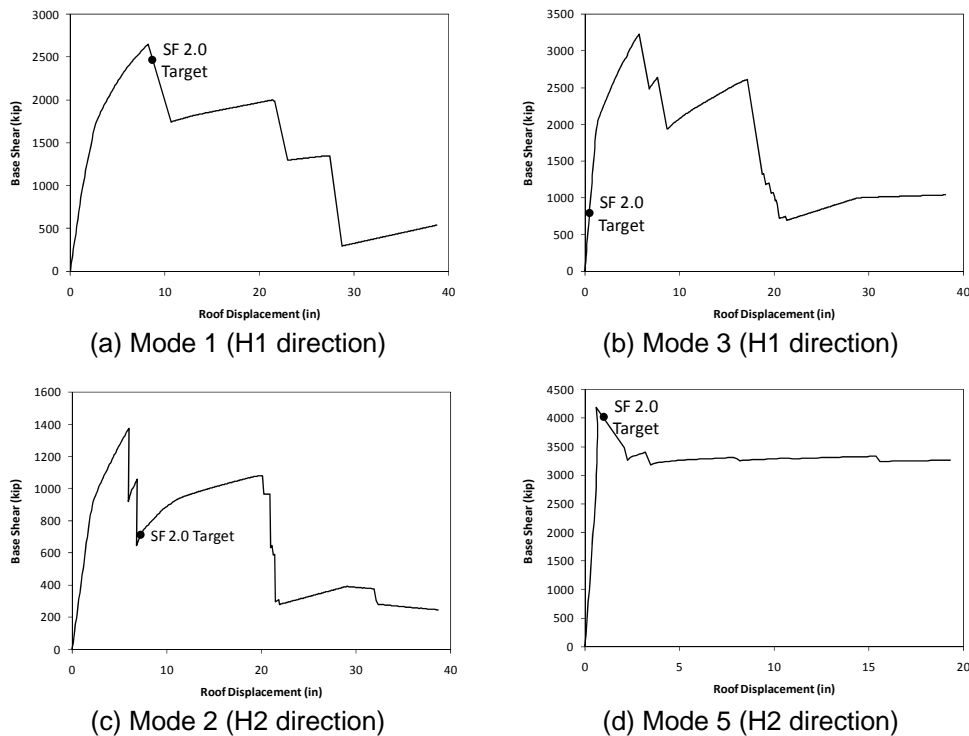 3000
2500
2000
1500
1000
500
0
Base Shear (kip)
SF 2.0
Target
0 10 20 30 40
Roof Displacement (in)
(a) Mode 1 (H1 direction)
3500
3000
2500
2000
1500
1000
500
0
Base Shear (kip)
SF 2.0
Target
0 10 20 30 40
Roof Displacement (in)
(b) Mode 3 (H1 direction)
1600
1400
1200
1000
800
600
400
200
0
Base Shear (kip)
SF 2.0 Target
0 10 20 30 40
Roof Displacement (in)
(c) Mode 2 (H2 direction)
4500
4000
3500
3000
2500
2000
1500
1000
500
0
Base Shear (kip)
SF 2.0
Target
0 5 10 15 20
Roof Displacement (in)
(d) Mode 5 (H2 direction)